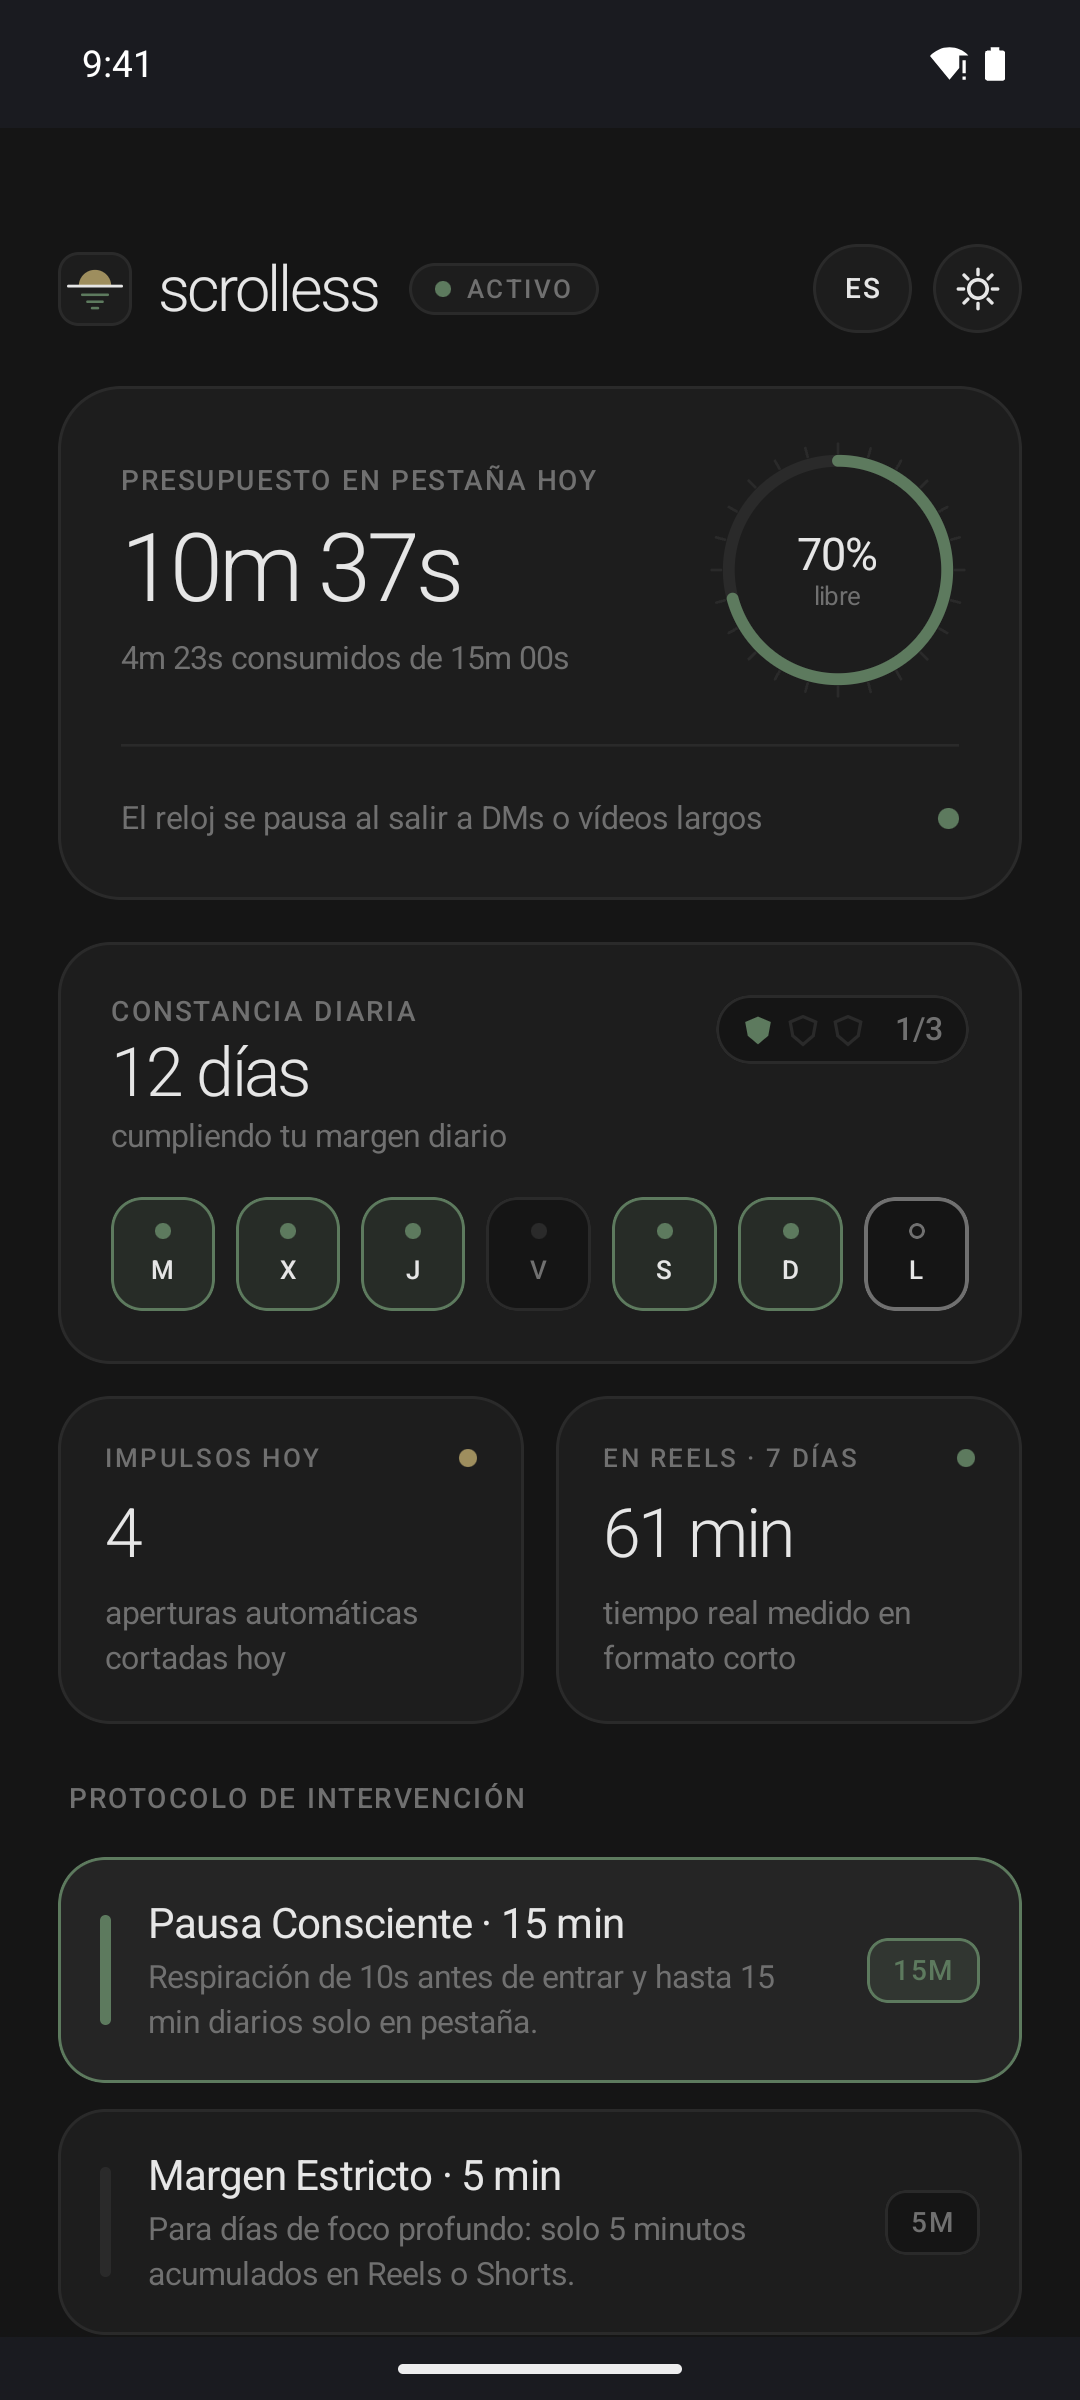 9:41
scrolless
ACTIVO
ES
PRESUPUESTO EN PESTAÑA HOY
10m 37s
4m 23s consumidos de 15m 00s
70%
libre
El reloj se pausa al salir a DMs o vídeos largos
CONSTANCIA DIARIA
12 días
cumpliendo tu margen diario
1/3
M X J V S D L
IMPULSOS HOY
4
aperturas automáticas
cortadas hoy
EN REELS · 7 DÍAS
61 min
tiempo real medido en
formato corto
PROTOCOLO DE INTERVENCIÓN
Pausa Consciente · 15 min
Respiración de 10s antes de entrar y hasta 15
min diarios solo en pestaña.
15M
Margen Estricto · 5 min
Para días de foco profundo: solo 5 minutos
acumulados en Reels o Shorts.
5M